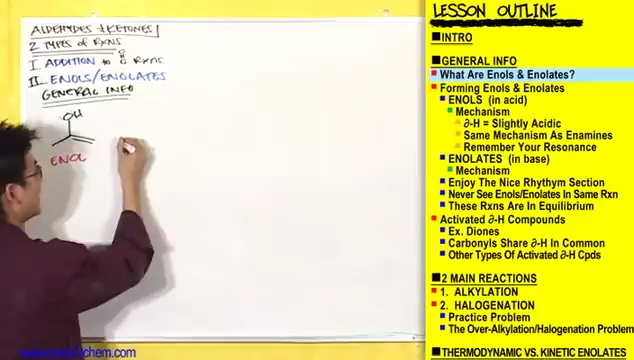 ALDEHYDES & KETONES
2 TYPES OF RXNS
I. ADDITION to C=O RXNS.
II. ENOLS/ENOLATES
GENERAL INFO
OH
ENOL
LESSON OUTLINE
INTRO
GENERAL INFO
What Are Enols & Enolates?
Forming Enols & Enolates
ENOLS (in acid)
Mechanism
∂-H = Slightly Acidic
Same Mechanism As Enamines
Remember Your Resonance
ENOLATES (in base)
Mechanism
Enjoy The Nice Rhythym Section
Never See Enols/Enolates In Same Rxn
These Rxns Are In Equilibrium
Activated ∂-H Compounds
Ex. Diones
Carbonyls Share ∂-H In Common
Other Types Of Activated ∂-H Cpds
2 MAIN REACTIONS
1. ALKYLATION
2. HALOGENATION
Practice Problem
The Over-Alkylation/Halogenation Problem
THERMODYNAMIC VS. KINETIC ENOLATES